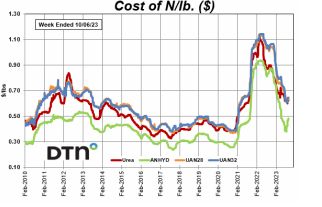 Cost of N/lb. ($)
Week Ended 10/06/23
1.30
1.10
0.90
0.70
0.50
0.30
0.10
$/lbs
DTN
Urea ANHYD UAN28 UAN32
Feb-2010
Feb-2011
Feb-2012
Feb-2013
Feb-2014
Feb-2015
Feb-2016
Feb-2017
Feb-2018
Feb-2019
Feb-2020
Feb-2021
Feb-2022
Feb-2023